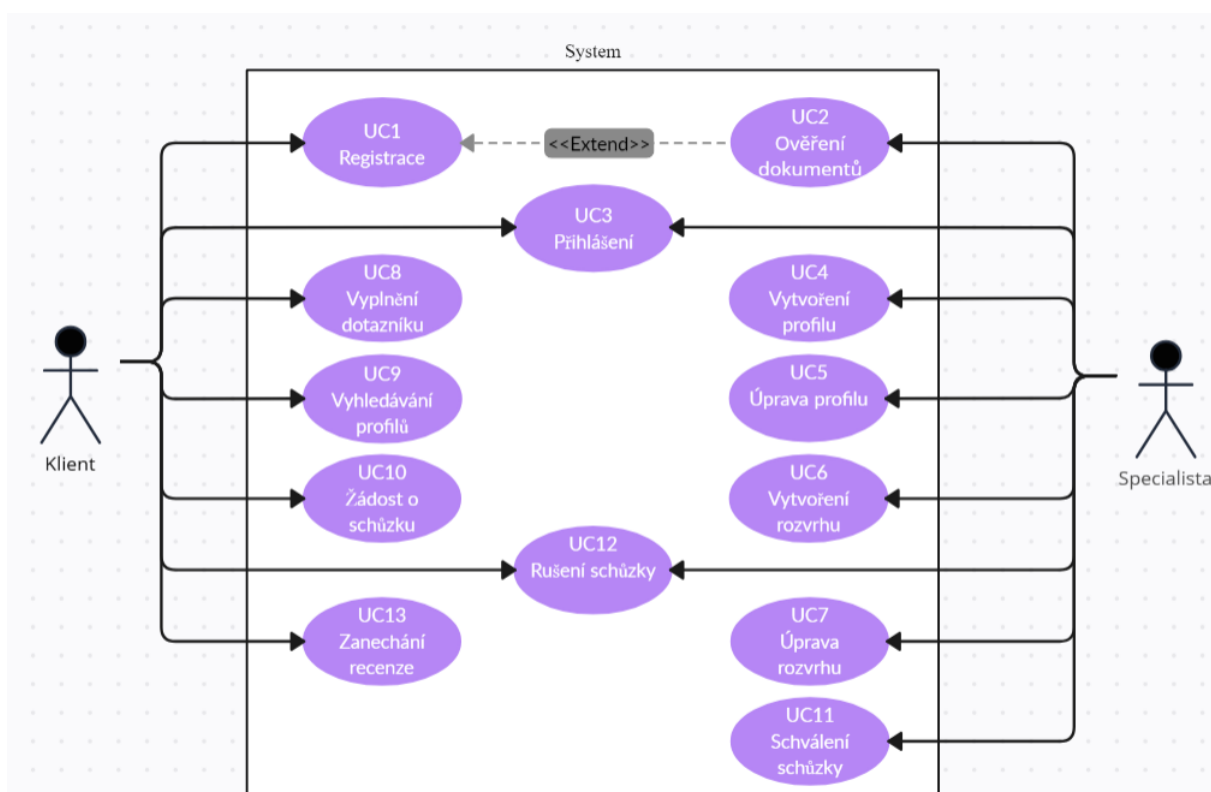 System
UC1
Registrace
<<Extend>>
UC2
Ověření
dokumentů
UC3
Přihlášení
UC8
Vyplnění
dotazníku
UC4
Vytvoření
profilu
UC9
Vyhledávání
profilů
UC5
Úprava profilu
Klient
UC10
Žádost o
schůzku
UC6
Vytvoření
rozvrhu
Specialista
UC12
Rušení schůzky
UC13
Zanechání
recenze
UC7
Úprava
rozvrhu
UC11
Schválení
schůzky